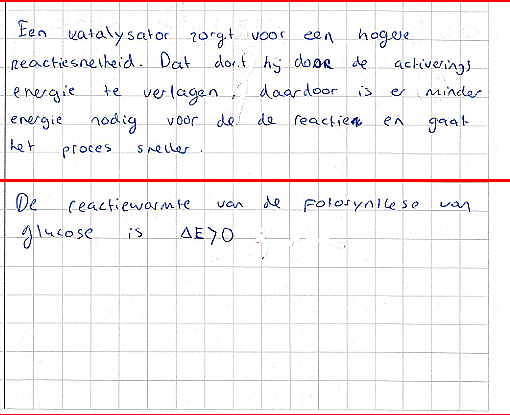 Een katalysator zorgt voor een hogere
reactiesnelheid. Dat doet hij door de activerings
energie te verlagen, daardoor is er minder
energie nodig voor de de reacties en gaat
het proces sneller.
De reactiewarmte van de fotosynthese van
glucose is ΔE>0